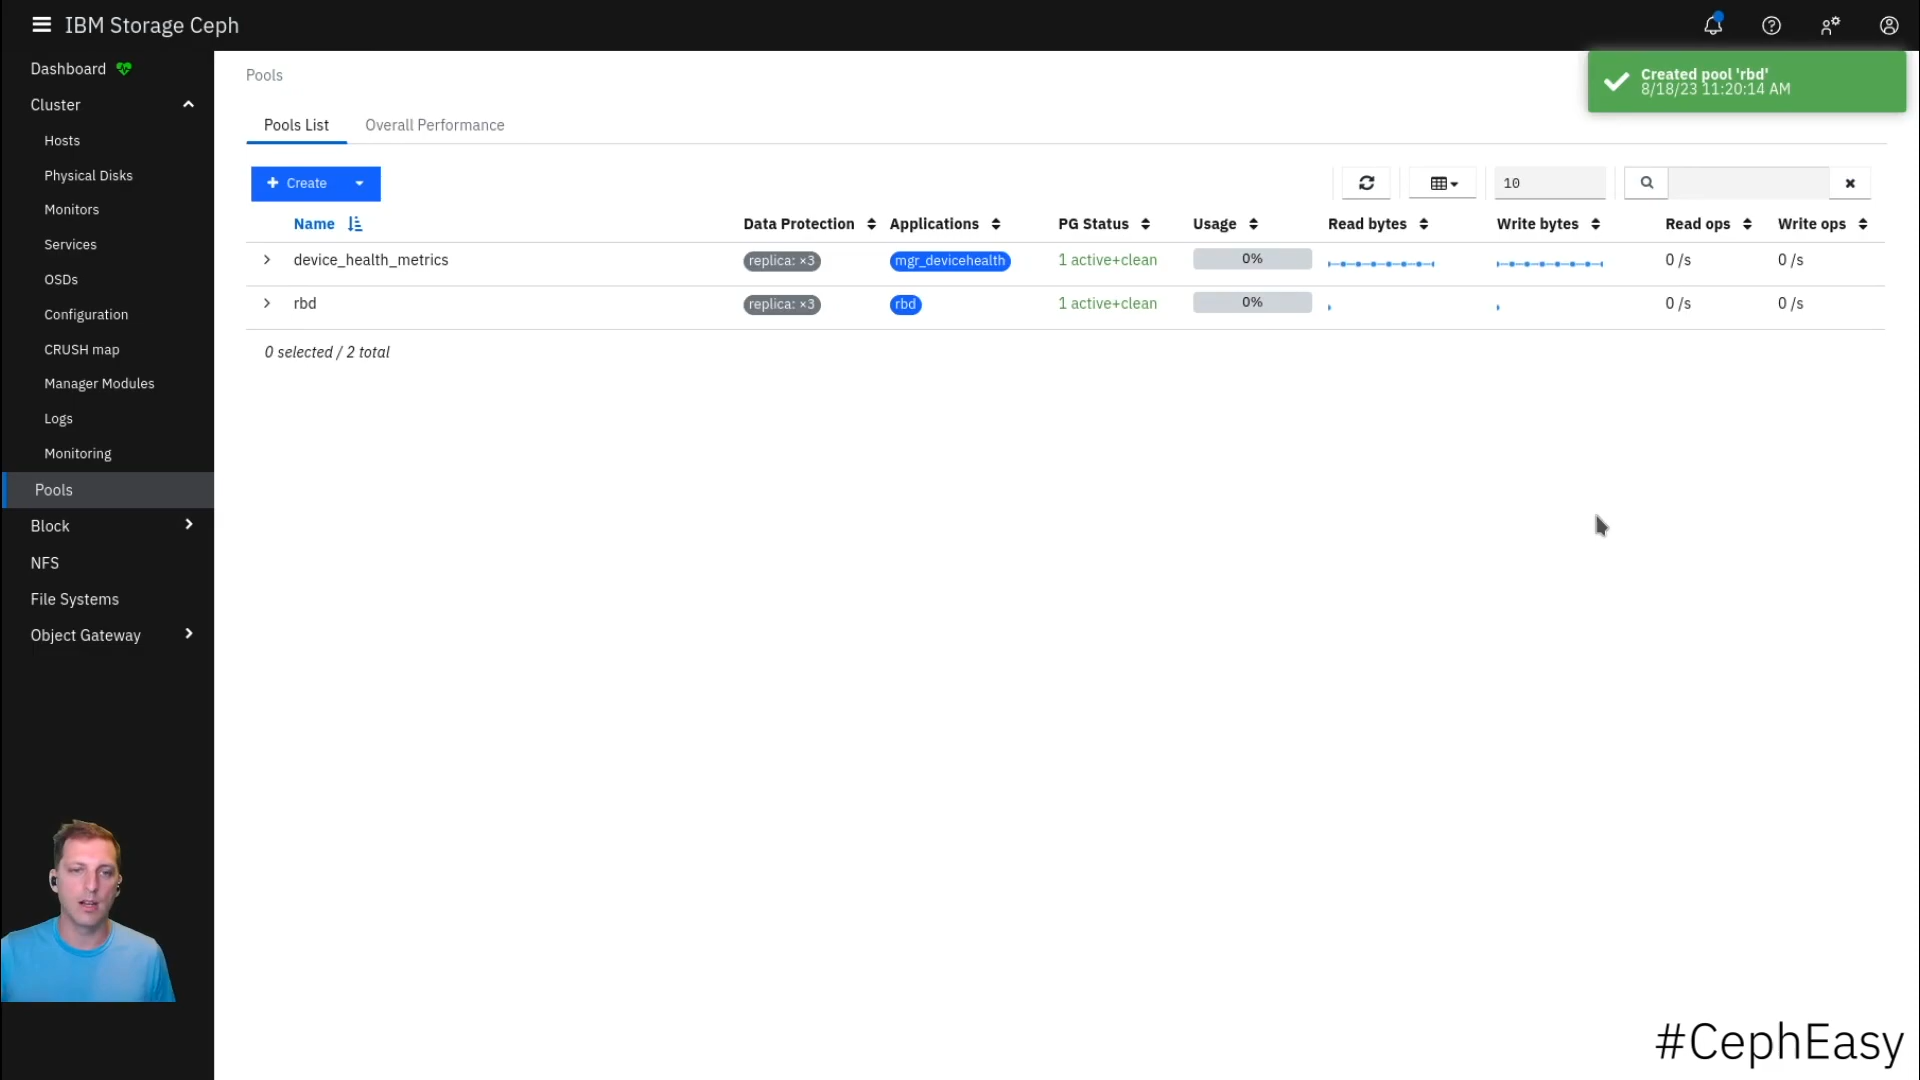 IBM Storage Ceph
Dashboard
Cluster
Hosts
Physical Disks
Monitors
Services
OSDs
Configuration
CRUSH map
Manager Modules
Logs
Monitoring
Pools
Block
NFS
File Systems
Object Gateway
Pools
Created pool 'rbd'
8/18/23 11:20:14 AM
Pools List Overall Performance
Create 10
Name Data Protection Applications PG Status Usage Read bytes Write bytes Read ops Write ops
device_health_metrics replica: ×3 mgr_devicehealth 1 active+clean 0% 0 /s 0 /s
rbd replica: ×3 rbd 1 active+clean 0% 0 /s 0 /s
0 selected / 2 total
#CephEasy